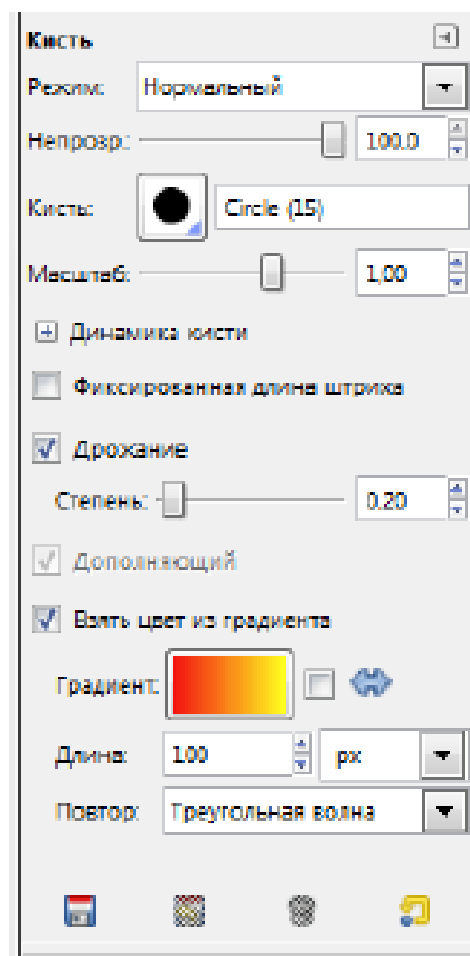 Кисть
Режим: Нормальный
Непрозр.: 100.0
Кисть: Circle (15)
Масштаб: 1,00
Динамика кисти
Фиксированная длина штриха
Дрожание
Степень: 0.20
Дополняющий
Взять цвет из градиента
Градиент:
Длина: 100 px
Повтор: Треугольная волна